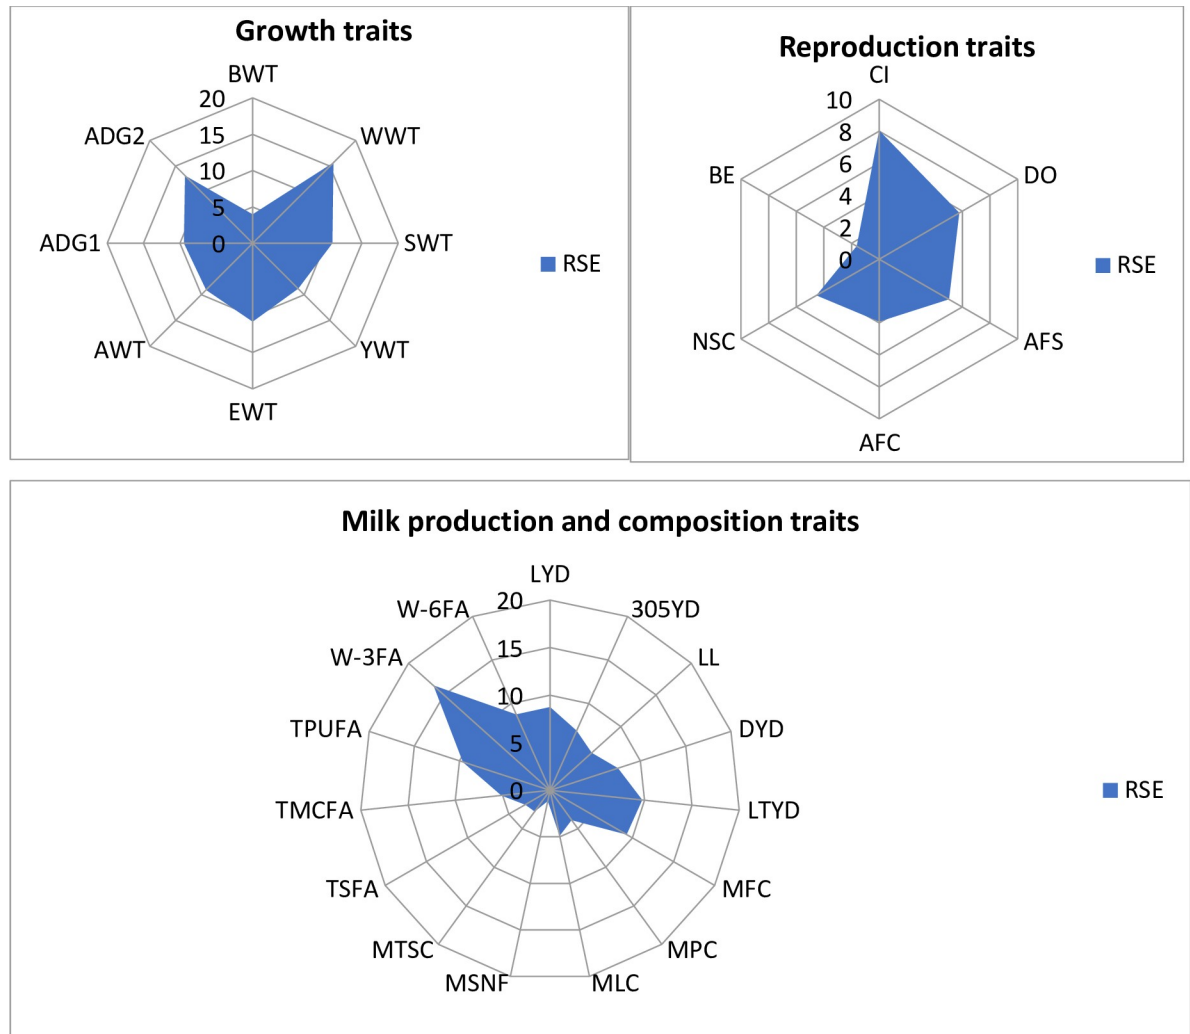 Growth traits
BWT
20
ADG2
15
WWT
10
5
ADG1
0
SWT
RSE
AWT
YWT
EWT
Reproduction traits
CI
10
8
BE
6
DO
4
2
0
RSE
NSC
AFS
AFC
Milk production and composition traits
LYD
W-6FA
20
305YD
W-3FA
15
LL
10
TPUFA
5
DYD
0
RSE
TMCFA
LTYD
TSFA
MFC
MTSC
MPC
MSNF
MLC